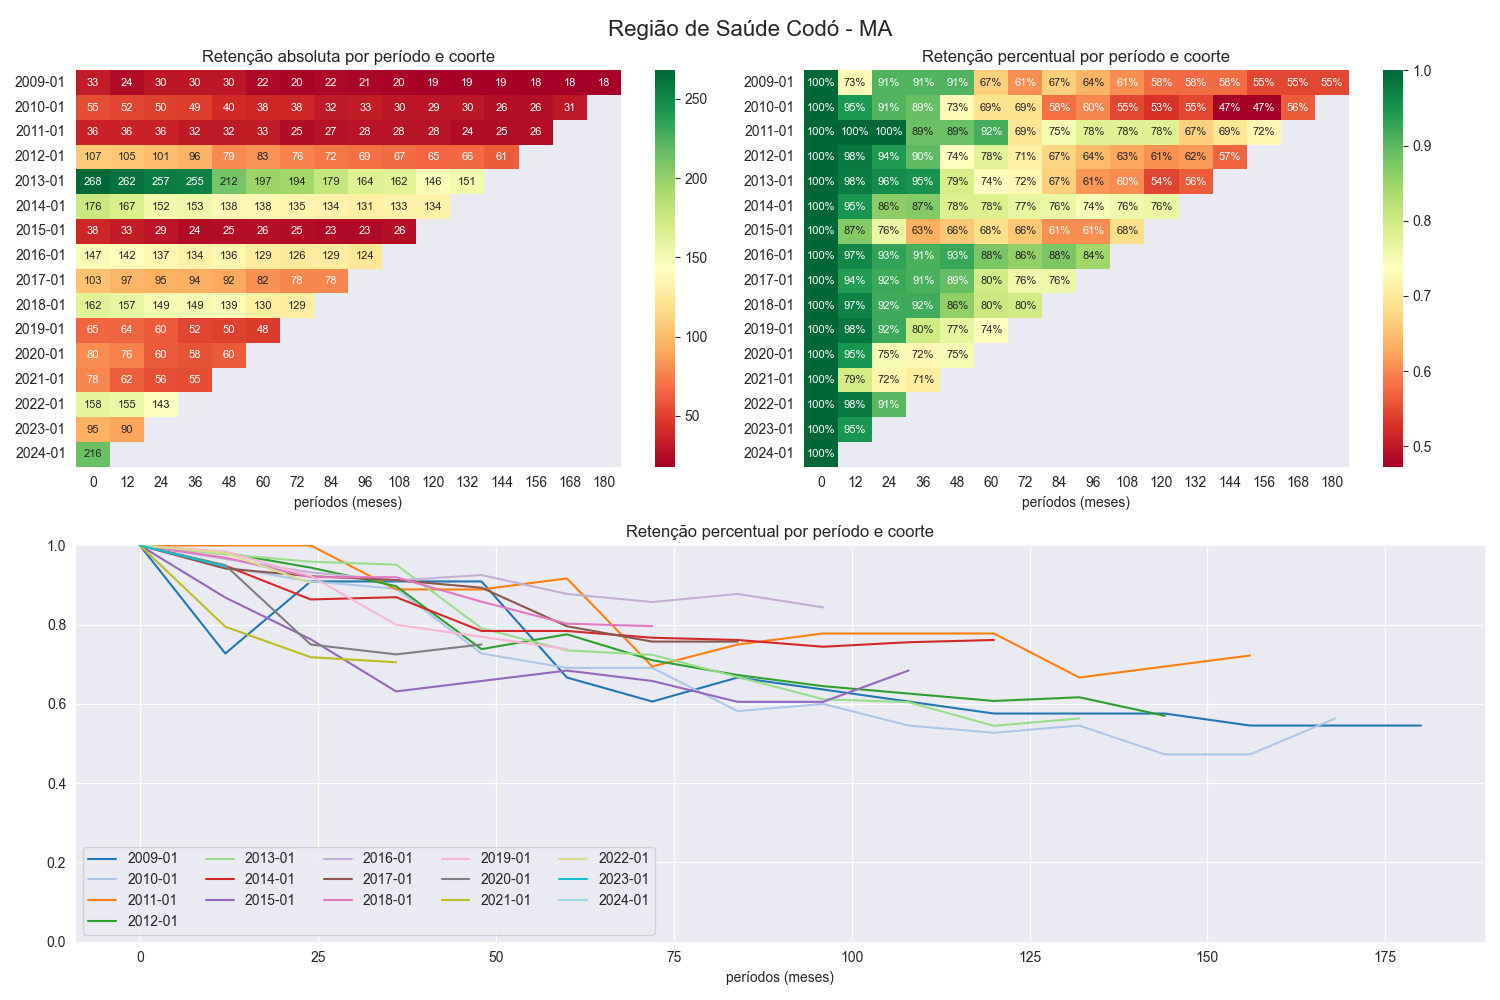 Região de Saúde Codó - MA
Retenção absoluta por período e coorte
2009-01 33 24 30 30 30 22 20 22 21 20 19 19 19 18 18 18
2010-01 55 52 50 49 40 38 38 32 33 30 29 30 26 26 31
2011-01 36 36 36 32 32 33 25 27 28 28 28 24 25 26
2012-01 107 105 101 96 79 83 76 72 69 67 65 66 61
2013-01 268 262 257 255 212 197 194 179 164 162 146 151
2014-01 176 167 152 153 138 138 135 134 131 133 134
2015-01 38 33 29 24 25 26 25 23 23 26
2016-01 147 142 137 134 136 129 126 129 124
2017-01 103 97 95 94 92 82 78 78
2018-01 162 157 149 149 139 130 129
2019-01 65 64 60 52 50 48
2020-01 80 76 60 58 60
2021-01 78 62 56 55
2022-01 158 155 143
2023-01 95 90
2024-01 216
0 12 24 36 48 60 72 84 96 108 120 132 144 156 168 180
períodos (meses)
250
200
150
100
50
Retenção percentual por período e coorte
2009-01 100% 73% 91% 91% 91% 67% 61% 67% 64% 61% 58% 58% 58% 55% 55% 55%
2010-01 100% 95% 91% 89% 73% 69% 69% 58% 60% 55% 53% 55% 47% 47% 56%
2011-01 100% 100% 100% 89% 89% 92% 69% 75% 78% 78% 78% 67% 69% 72%
2012-01 100% 98% 94% 90% 74% 78% 71% 67% 64% 63% 61% 62% 57%
2013-01 100% 98% 96% 95% 79% 74% 72% 67% 61% 60% 54% 56%
2014-01 100% 95% 86% 87% 78% 78% 77% 76% 74% 76% 76%
2015-01 100% 87% 76% 63% 66% 68% 66% 61% 61% 68%
2016-01 100% 97% 93% 91% 93% 88% 86% 88% 84%
2017-01 100% 94% 92% 91% 89% 80% 76% 76%
2018-01 100% 97% 92% 92% 86% 80% 80%
2019-01 100% 98% 92% 80% 77% 74%
2020-01 100% 95% 75% 72% 75%
2021-01 100% 79% 72% 71%
2022-01 100% 98% 91%
2023-01 100% 95%
2024-01 100%
0 12 24 36 48 60 72 84 96 108 120 132 144 156 168 180
períodos (meses)
1.0
0.9
0.8
0.7
0.6
0.5
Retenção percentual por período e coorte
1.0
0.8
0.6
0.4
0.2
0.0
2009-01 2013-01 2016-01 2019-01 2022-01
2010-01 2014-01 2017-01 2020-01 2023-01
2011-01 2015-01 2018-01 2021-01 2024-01
2012-01
0 25 50 75 100 125 150 175
períodos (meses)